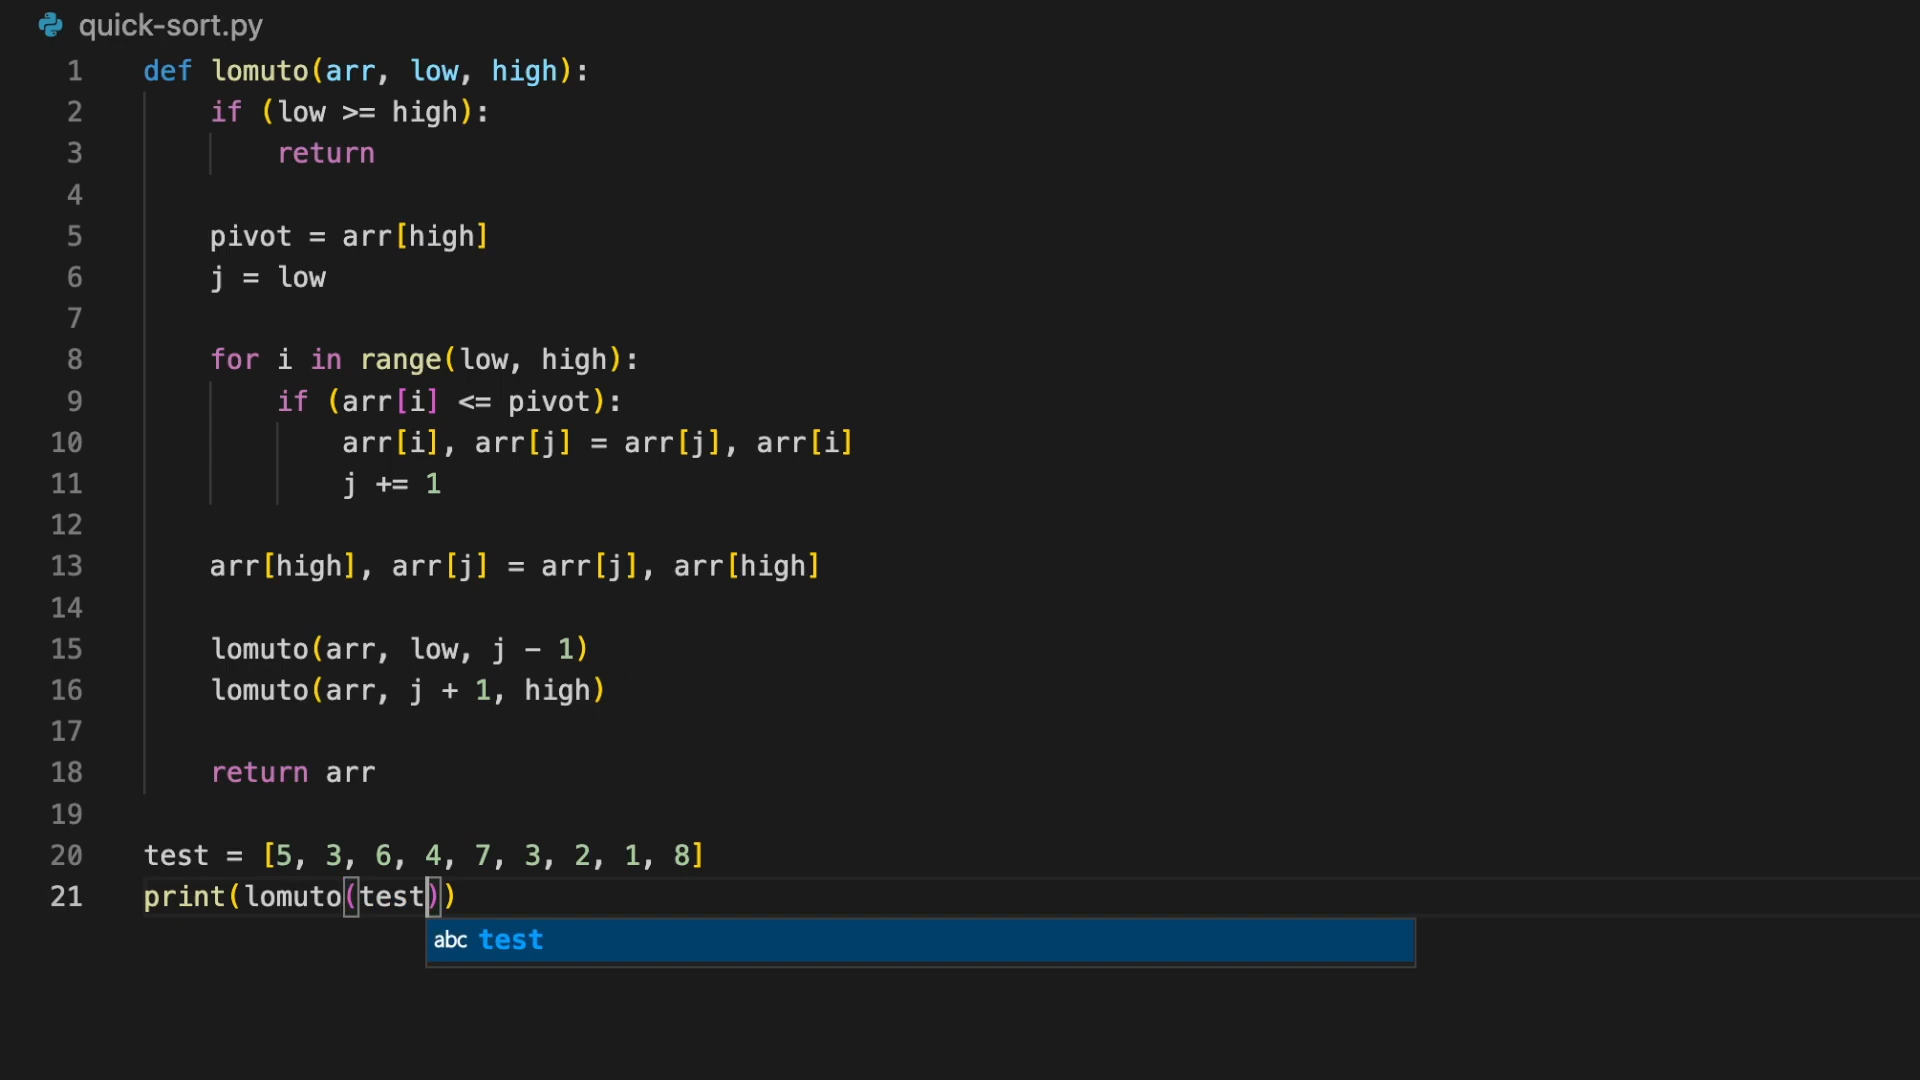 quick-sort.py
1 def lomuto(arr, low, high):
2     if (low >= high):
3         return
4
5     pivot = arr[high]
6     j = low
7
8     for i in range(low, high):
9         if (arr[i] <= pivot):
10             arr[i], arr[j] = arr[j], arr[i]
11             j += 1
12
13     arr[high], arr[j] = arr[j], arr[high]
14
15     lomuto(arr, low, j - 1)
16     lomuto(arr, j + 1, high)
17
18     return arr
19
20 test = [5, 3, 6, 4, 7, 3, 2, 1, 8]
21 print(lomuto(test))
abc test